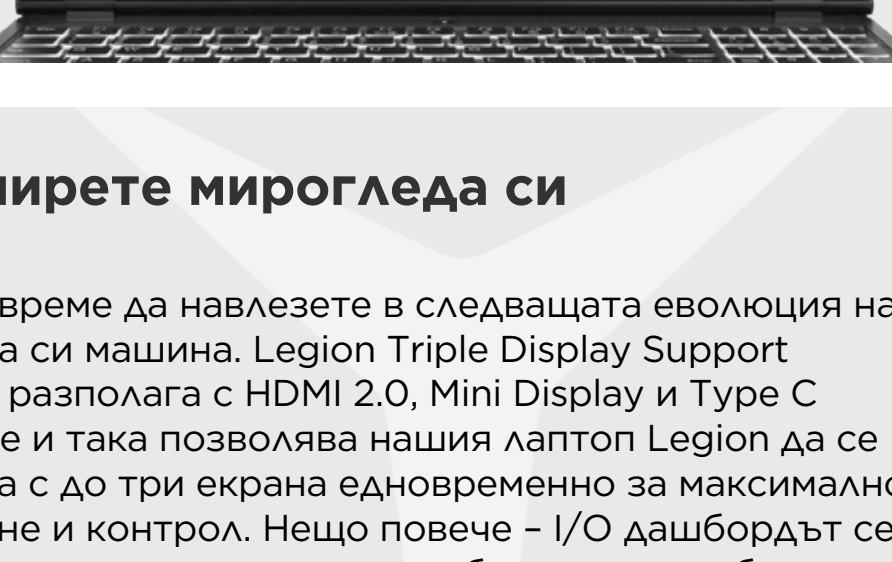 мирете мирогледа си
време да навлезете в следващата еволюция на
а си машина. Legion Triple Display Support
разполага с HDMI 2.0, Mini Display и Type C
е и така позволява нашия лаптоп Legion да се
а с до три екрана едновременно за максимално
не и контрол. Нещо повече – I/O дашбордът се